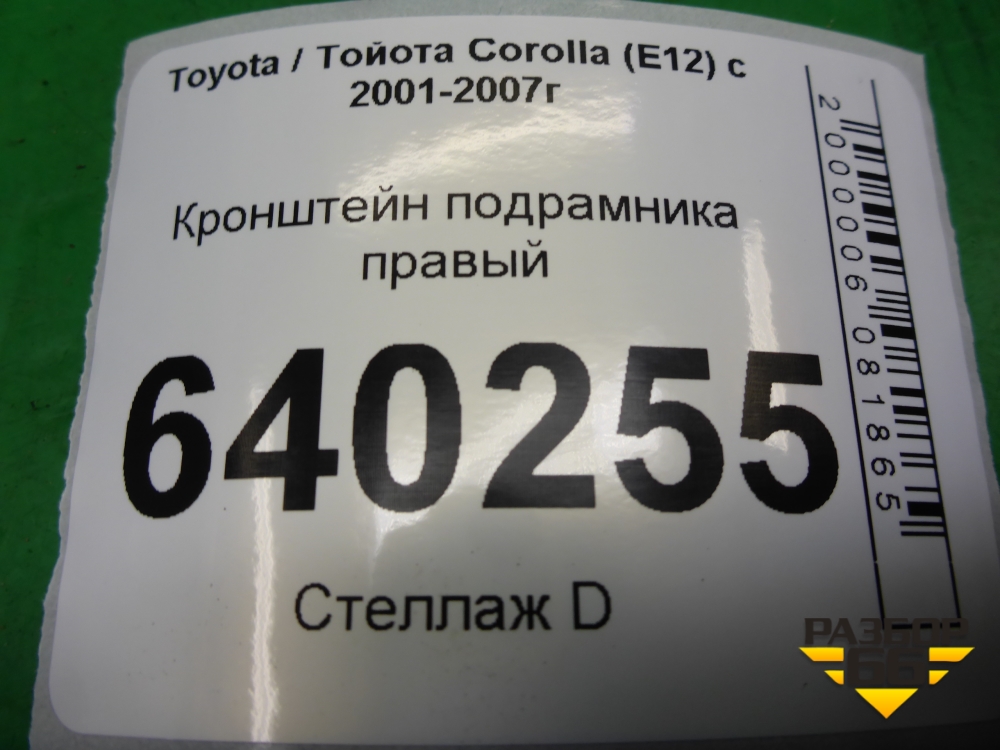 Toyota / Тойота Corolla (E12) с
2001-2007г
Кронштейн подрамника
правый
640255
Стеллаж D
2000006081865
РАЗБОР
66